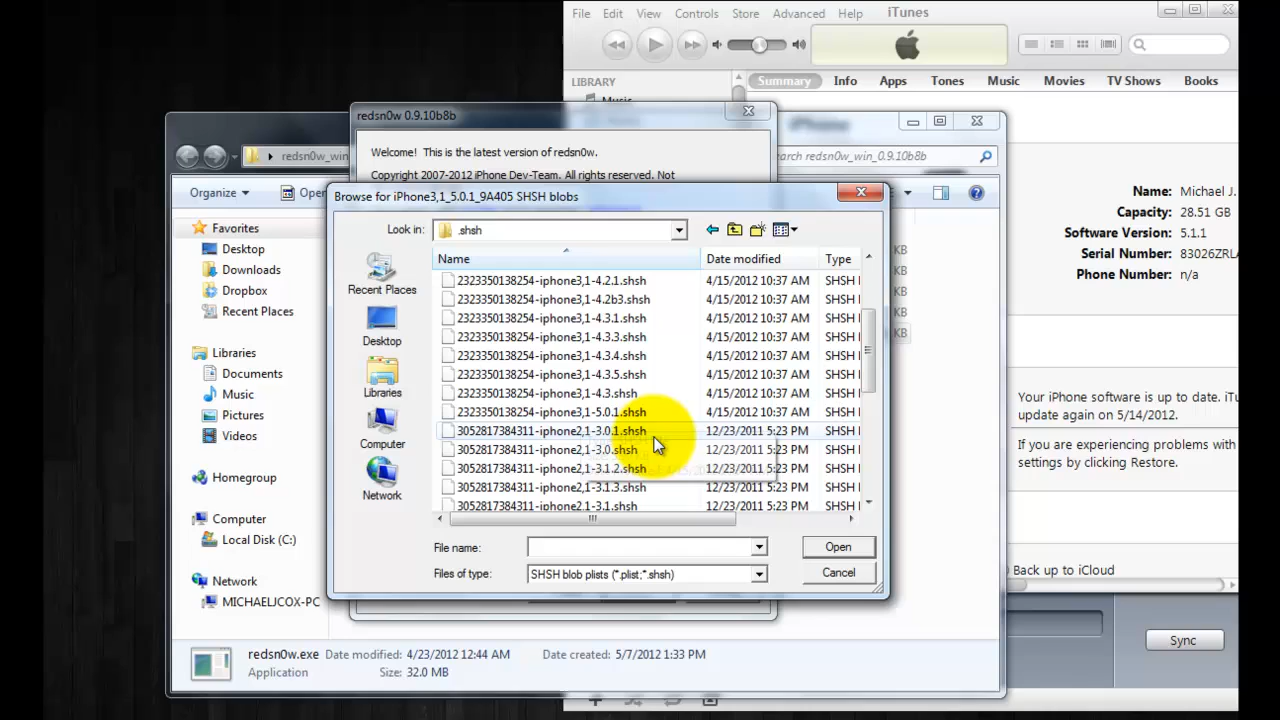 File Edit View Controls Store Advanced Help iTunes
LIBRARY
Music
Summary Info Apps Tones Music Movies TV Shows Books
redsn0w 0.9.10b8b
iPhone
redsn0w_win
search redsn0w_win_0.9.10b8b
Welcome! This is the latest version of redsn0w.
Copyright 2007-2012 iPhone Dev-Team. All rights reserved. Not
Organize
Open
Browse for iPhone3,1_5.0.1_9A405 SHSH blobs
Look in: .shsh
Name Date modified Type
2323350138254-iphone3,1-4.2.1.shsh 4/15/2012 10:37 AM SHSH
2323350138254-iphone3,1-4.2b3.shsh 4/15/2012 10:37 AM SHSH
2323350138254-iphone3,1-4.3.1.shsh 4/15/2012 10:37 AM SHSH
2323350138254-iphone3,1-4.3.3.shsh 4/15/2012 10:37 AM SHSH
2323350138254-iphone3,1-4.3.4.shsh 4/15/2012 10:37 AM SHSH
2323350138254-iphone3,1-4.3.5.shsh 4/15/2012 10:37 AM SHSH
2323350138254-iphone3,1-4.3.shsh 4/15/2012 10:37 AM SHSH
2323350138254-iphone3,1-5.0.1.shsh 4/15/2012 10:37 AM SHSH
3052817384311-iphone2,1-3.0.1.shsh 12/23/2011 5:23 PM SHSH
3052817384311-iphone2,1-3.0.shsh 12/23/2011 5:23 PM SHSH
3052817384311-iphone2,1-3.1.2.shsh 12/23/2011 5:23 PM SHSH
3052817384311-iphone2,1-3.1.3.shsh 12/23/2011 5:23 PM SHSH
3052817384311-iphone2,1-3.1.shsh 12/23/2011 5:23 PM SHSH
Recent Places
Desktop
Libraries
Computer
Network
File name:
Open
Files of type: SHSH blob plists (*.plist;*.shsh)
Cancel
Favorites
Desktop
Downloads
Dropbox
Recent Places
Libraries
Documents
Music
Pictures
Videos
Homegroup
Computer
Local Disk (C:)
Network
MICHAELJCOX-PC
KB
KB
KB
KB
KB
Name: Michael J.
Capacity: 28.51 GB
Software Version: 5.1.1
Serial Number: 83026ZRLA
Phone Number: n/a
Your iPhone software is up to date. iTu
update again on 5/14/2012.
If you are experiencing problems with
settings by clicking Restore.
Back up to iCloud
Sync
redsn0w.exe Date modified: 4/23/2012 12:44 AM Date created: 5/7/2012 1:33 PM
Application Size: 32.0 MB